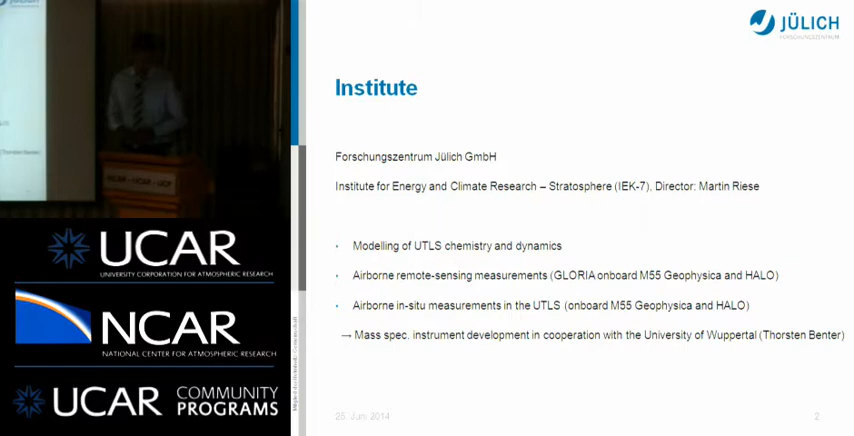 JÜLICH
FORSCHUNGSZENTRUM
Institute
Forschungszentrum Jülich GmbH
Institute for Energy and Climate Research – Stratosphere (IEK-7), Director: Martin Riese
• Modelling of UTLS chemistry and dynamics
• Airborne remote-sensing measurements (GLORIA onboard M55 Geophysica and HALO)
• Airborne in-situ measurements in the UTLS (onboard M55 Geophysica and HALO)
→ Mass spec. instrument development in cooperation with the University of Wuppertal (Thorsten Benter)
25. Juni 2014
2
UCAR
UNIVERSITY CORPORATION FOR ATMOSPHERIC RESEARCH
NCAR
NATIONAL CENTER FOR ATMOSPHERIC RESEARCH
UCAR COMMUNITY
PROGRAMS